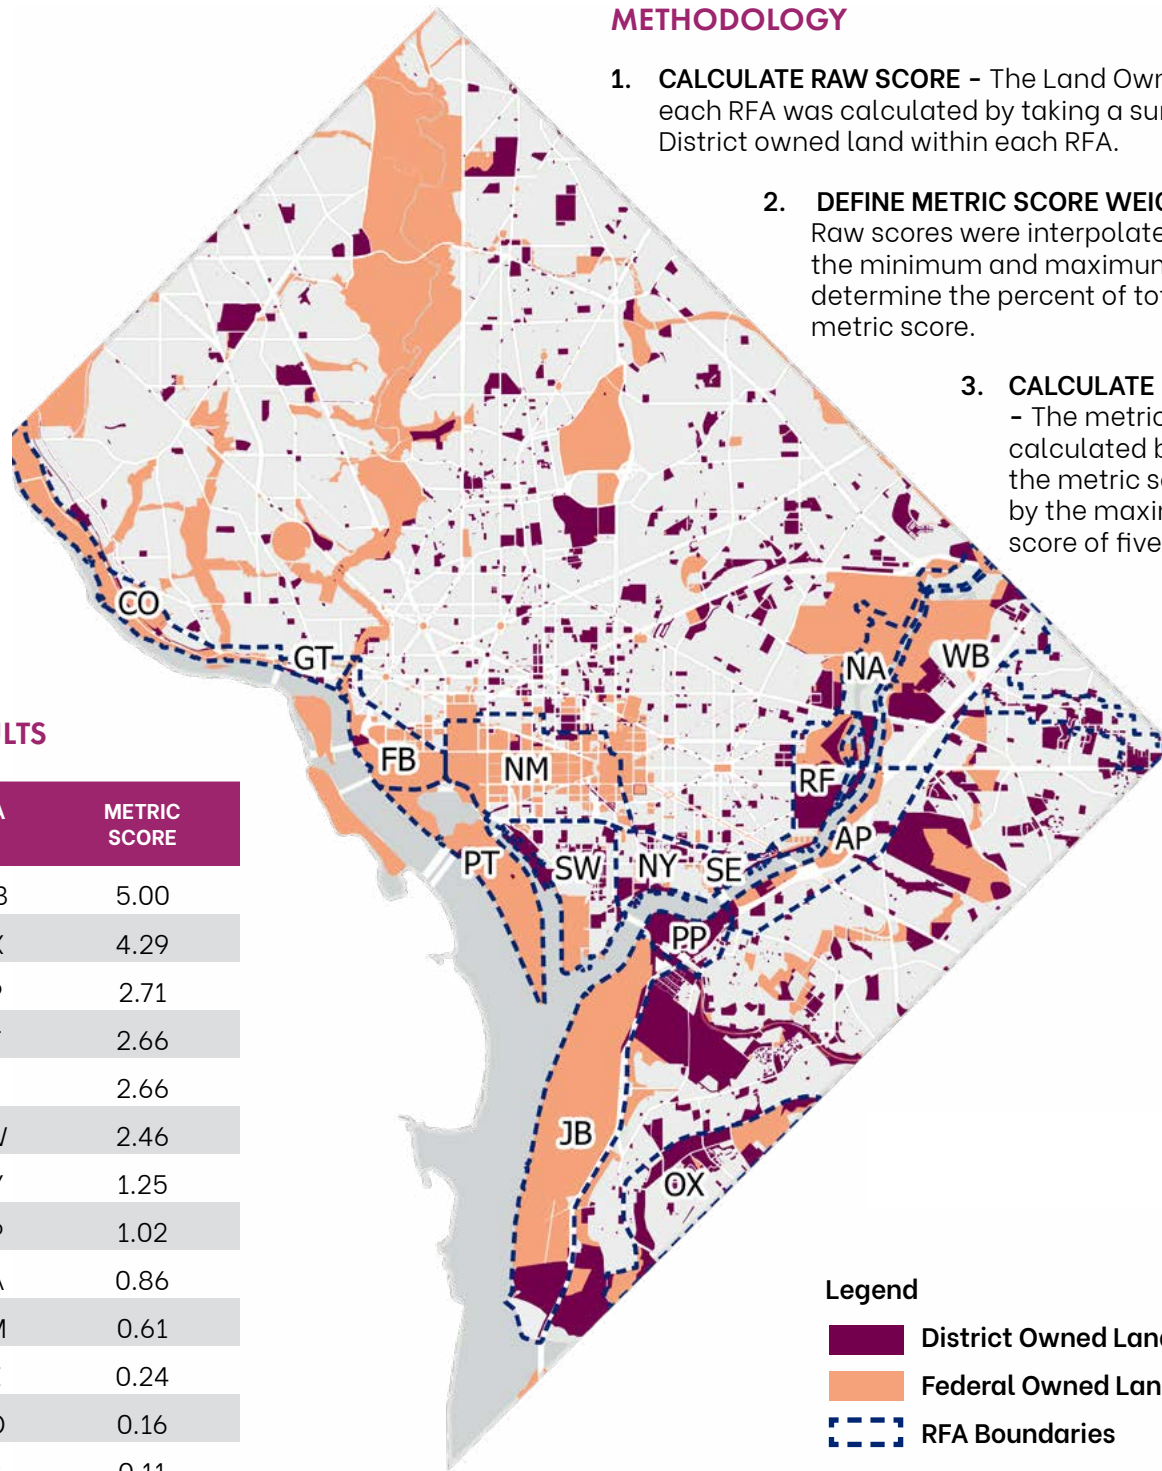 METHODOLOGY
1. CALCULATE RAW SCORE - The Land Own
each RFA was calculated by taking a su
District owned land within each RFA.
2. DEFINE METRIC SCORE WEI
Raw scores were interpolate
the minimum and maximum
determine the percent of to
metric score.
3. CALCULATE
- The metric
calculated b
the metric s
by the maxi
score of five
CO
GT
FB
NM
NA
WB
RF
AP
PT
SW
NY
SE
PP
JB
OX
LTS
METRIC
SCORE
5.00
4.29
2.71
2.66
2.66
2.46
1.25
1.02
0.86
0.61
0.24
0.16
0.11
Legend
District Owned Land
Federal Owned Lan
RFA Boundaries